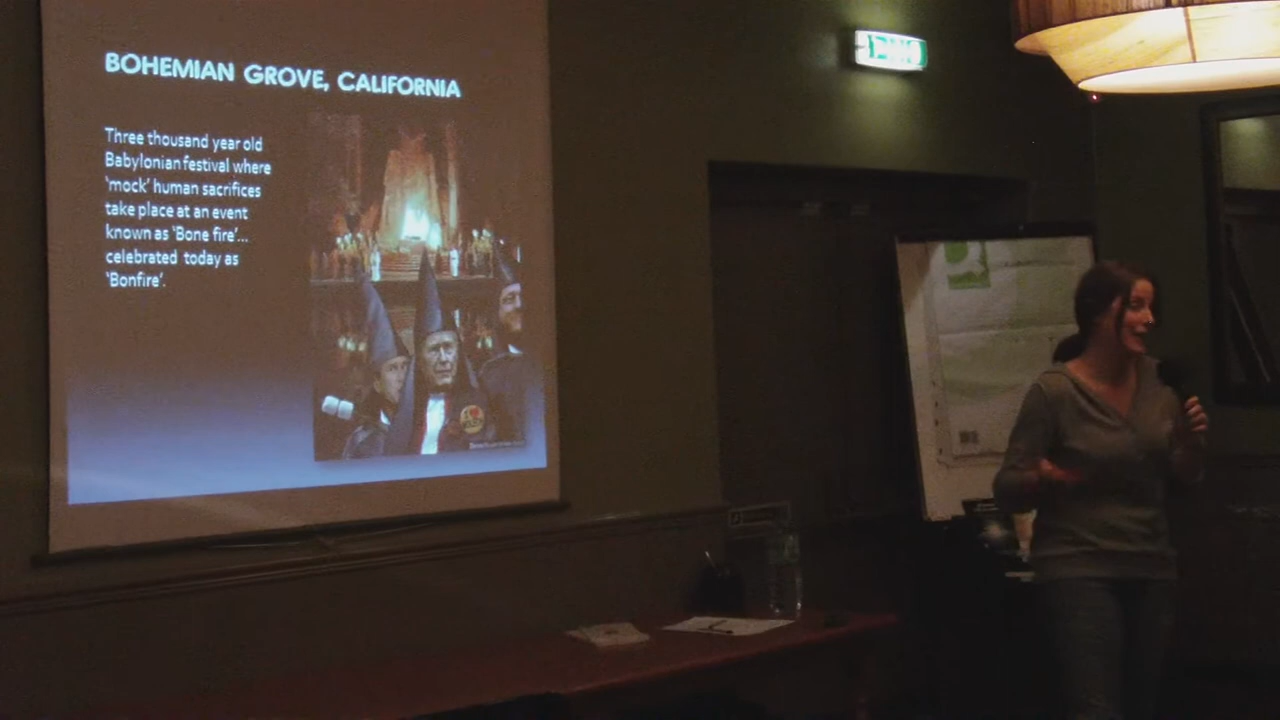 BOHEMIAN GROVE, CALIFORNIA
Three thousand year old
Babylonian festival where
'mock' human sacrifices
take place at an event
known as 'Bone fire'...
celebrated today as
'Bonfire'.